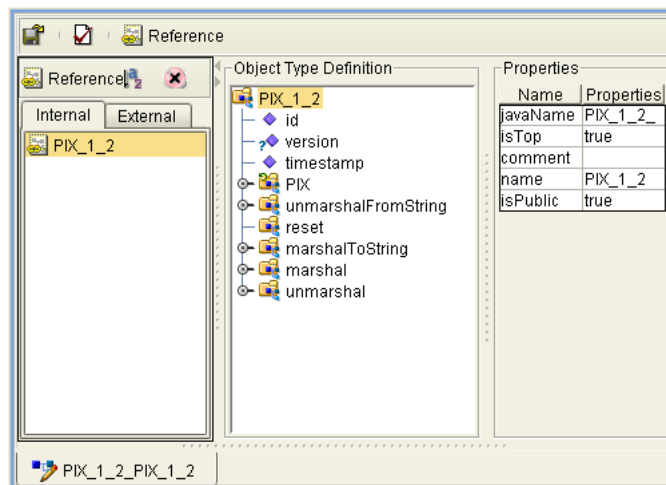 Reference
Reference
Internal External
PIX_1_2
Object Type Definition
PIX_1_2
id
version
timestamp
PIX
unmarshalFromString
reset
marshalToString
marshal
unmarshal
Properties
Name Properties
javaName PIX_1_2_
isTop true
comment
name PIX_1_2
isPublic true
PIX_1_2_PIX_1_2